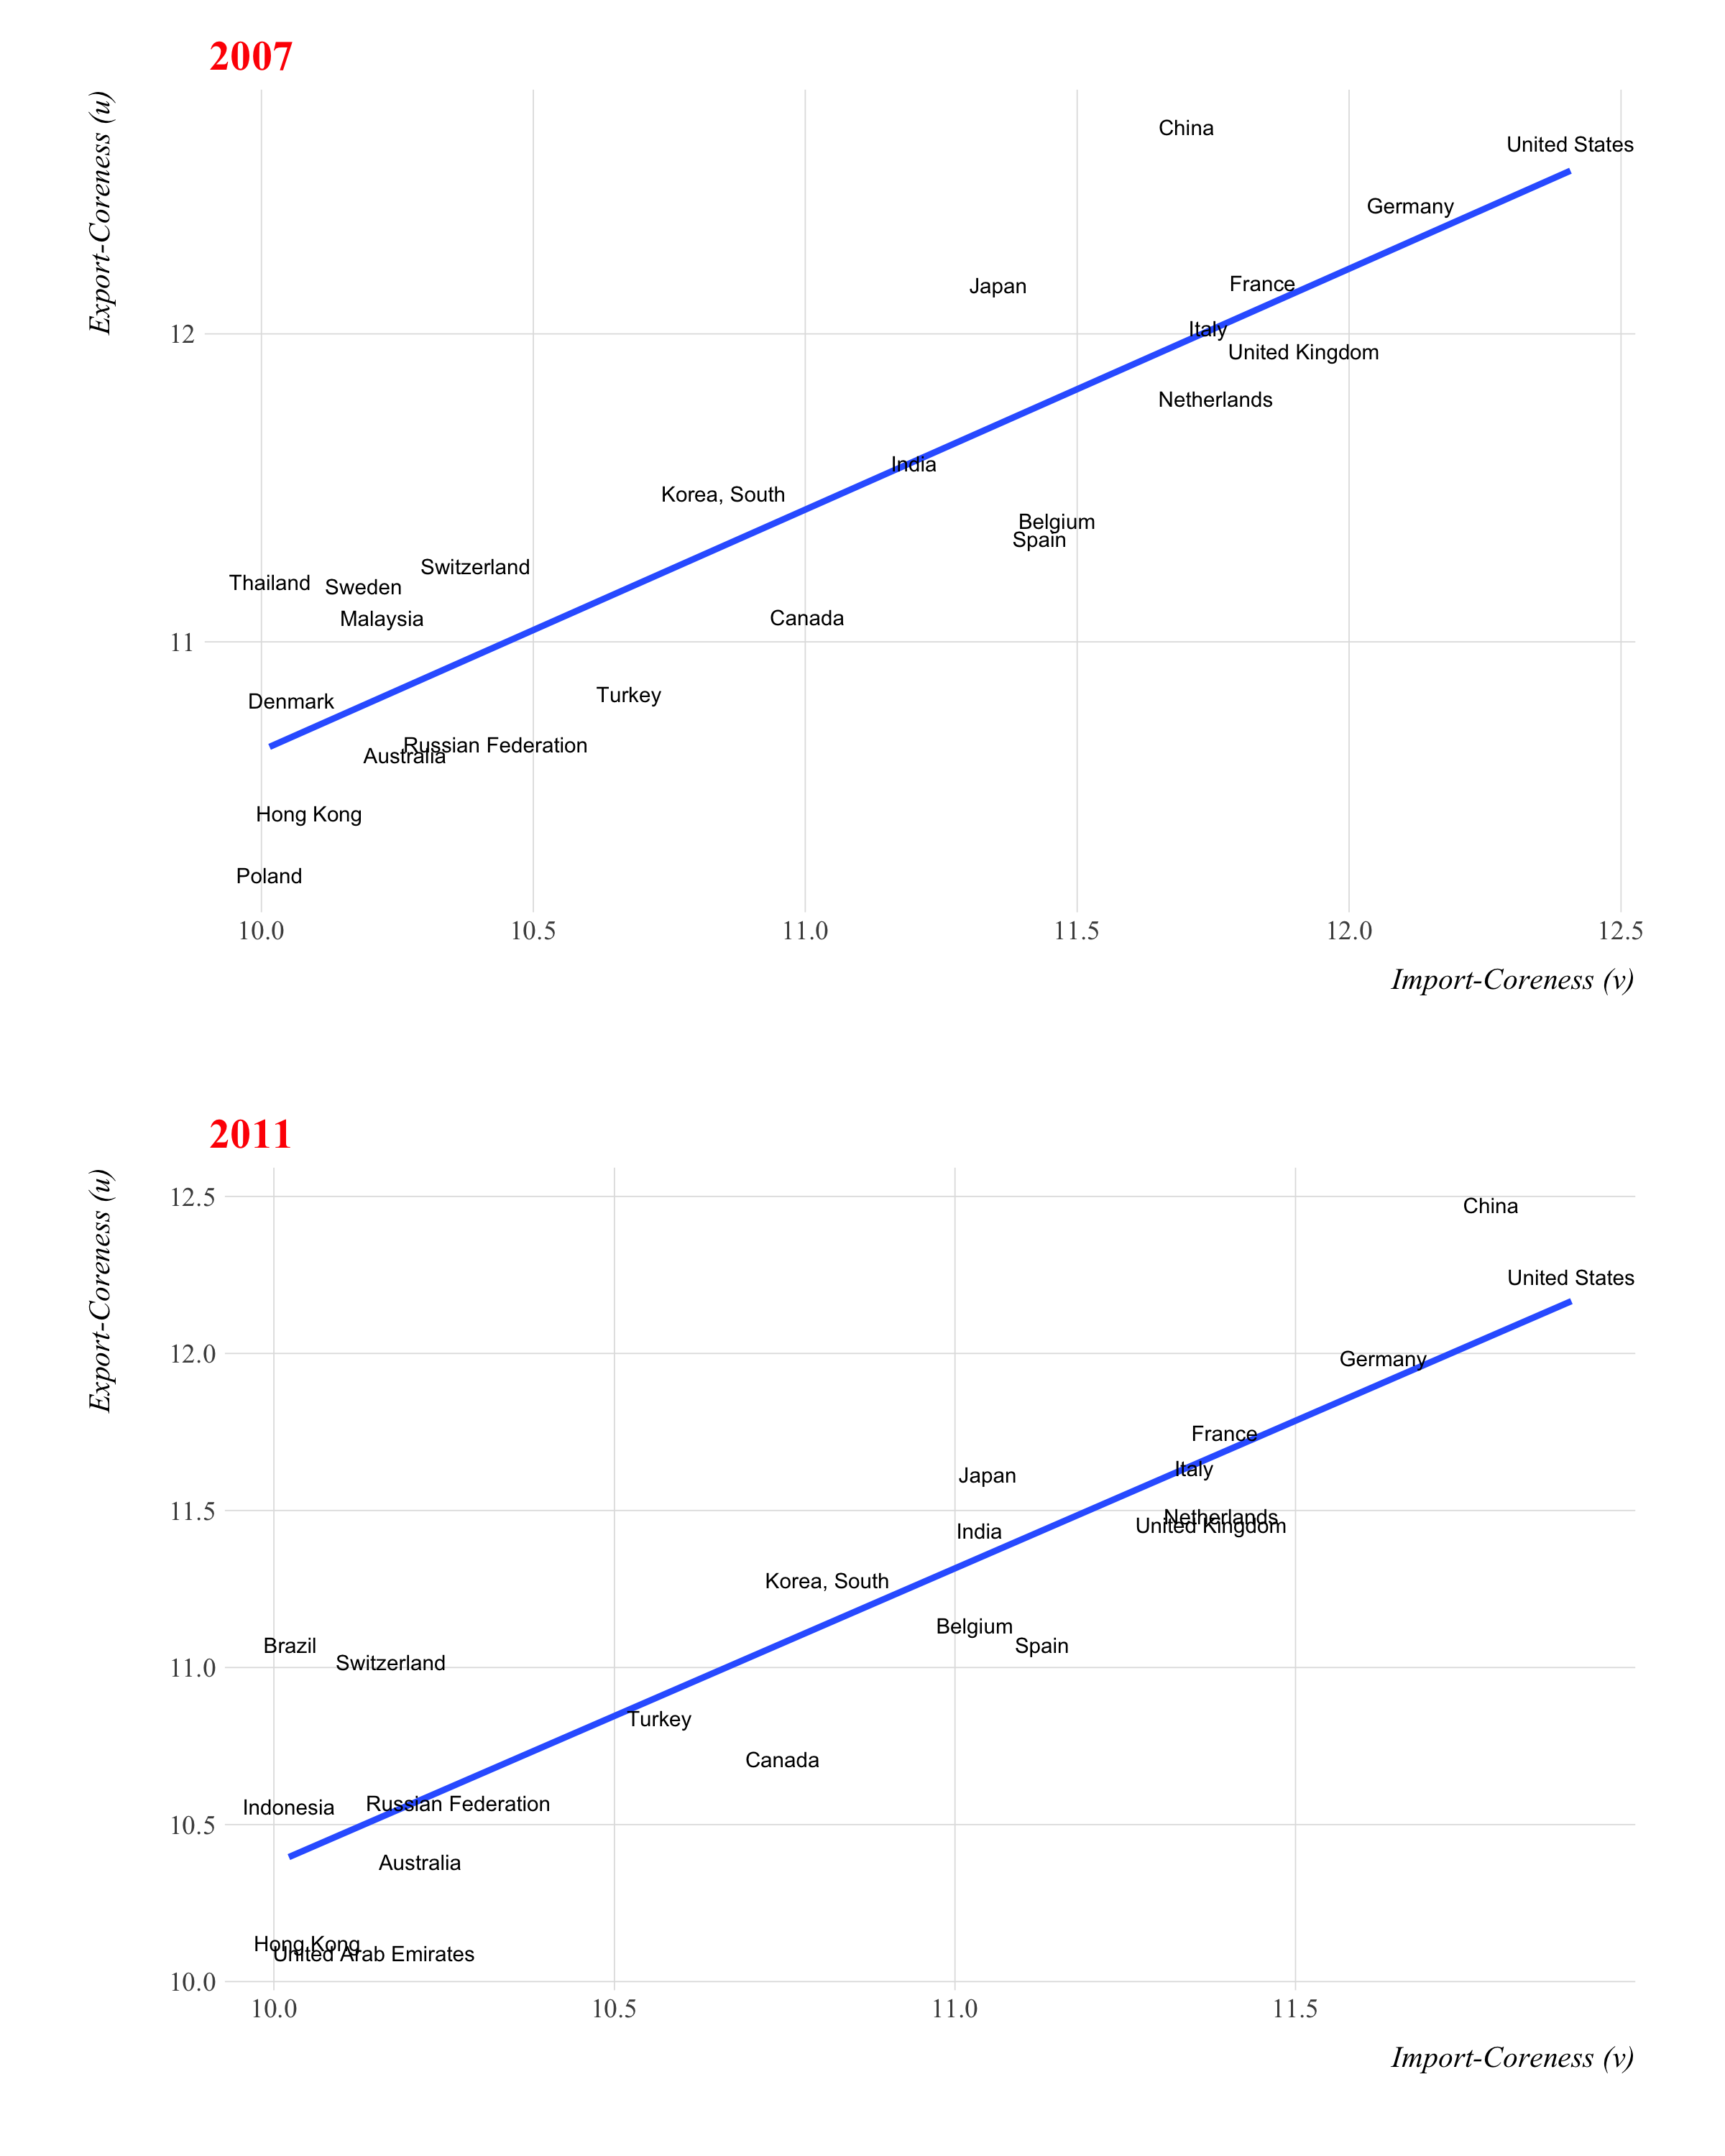 2007
Export-Coreness (u)
China
United States
Germany
Japan
France
12
Italy
United Kingdom
Netherlands
India
Korea, South
Belgium
Spain
Switzerland
Thailand
Sweden
Malaysia
Canada
11
Turkey
Denmark
Russian Federation
Australia
Hong Kong
Poland
10.0 10.5 11.0 11.5 12.0 12.5
Import-Coreness (v)
2011
Export-Coreness (u)
12.5
China
United States
12.0
Germany
France
Italy
Japan
11.5
Netherlands
United Kingdom
India
Korea, South
Belgium
Brazil
Spain
Switzerland
11.0
Turkey
Canada
Russian Federation
Indonesia
10.5
Australia
Hong Kong
United Arab Emirates
10.0
10.0 10.5 11.0 11.5
Import-Coreness (v)